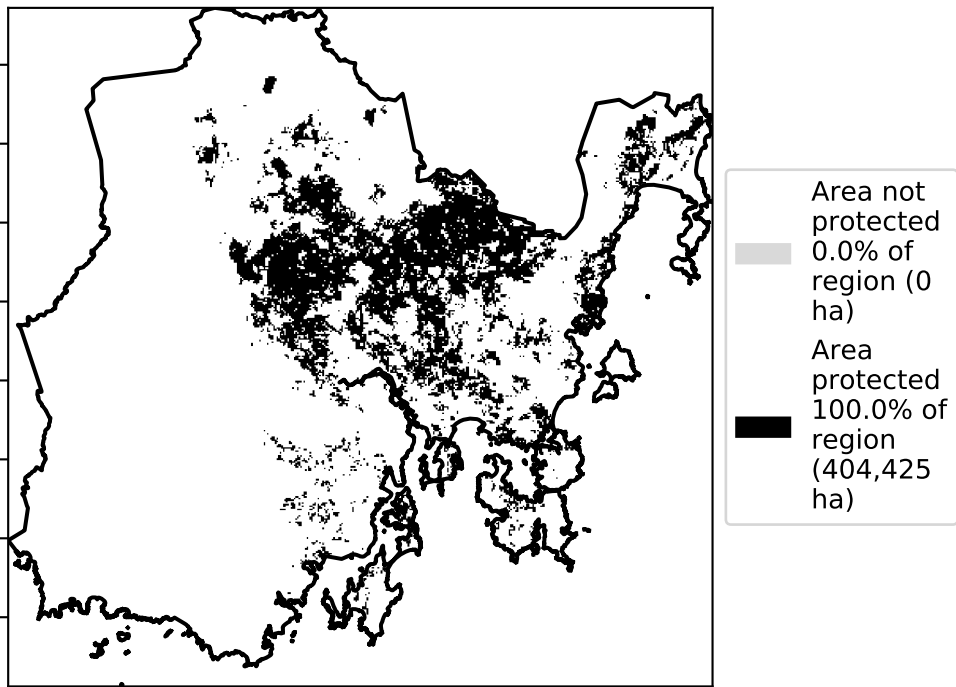 Area not
protected
0.0% of
region (0
ha)
Area
protected
100.0% of
region
(404,425
ha)